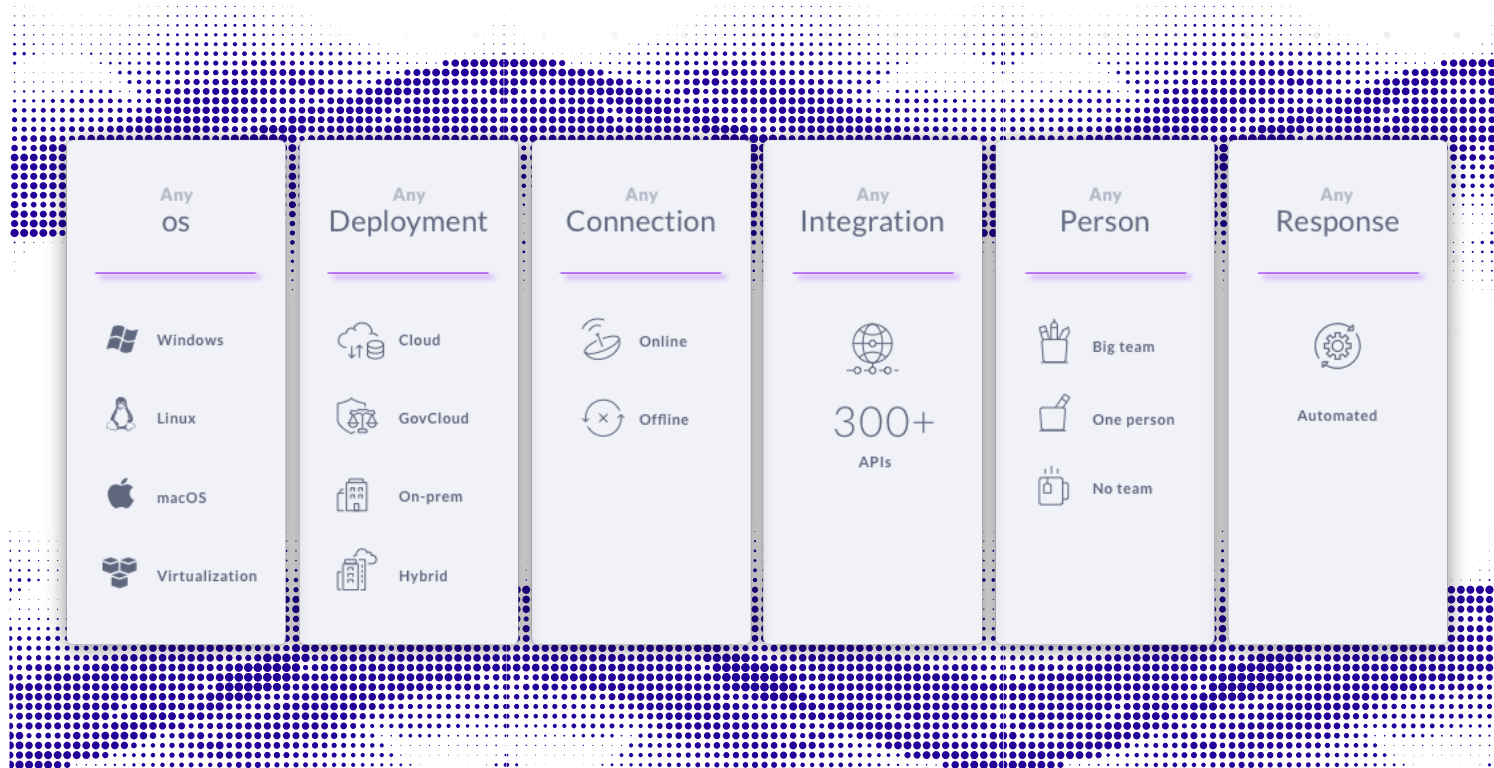 Any
os
Windows
Linux
macOS
Virtualization
Any
Deployment
Cloud
GovCloud
On-prem
Hybrid
Any
Connection
Online
Offline
Any
Integration
300+
APIs
Any
Person
Big team
One person
No team
Any
Response
Automated